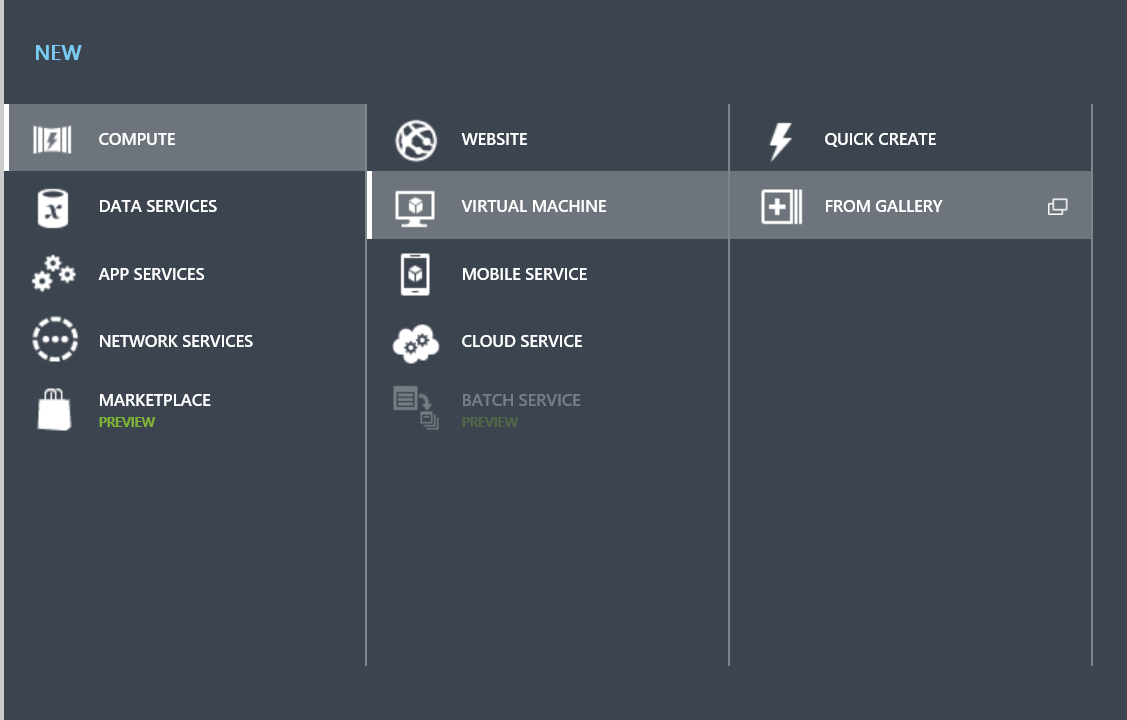 NEW
COMPUTE
DATA SERVICES
APP SERVICES
NETWORK SERVICES
MARKETPLACE
PREVIEW
WEBSITE
VIRTUAL MACHINE
MOBILE SERVICE
CLOUD SERVICE
BATCH SERVICE
PREVIEW
QUICK CREATE
FROM GALLERY